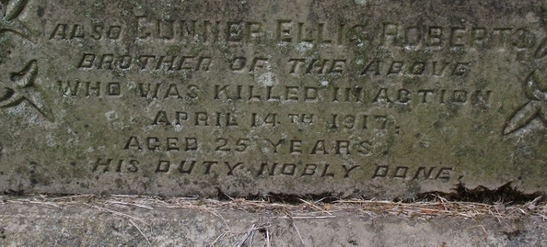 ALSO GUNNER ELLIS ROBERTS
BROTHER OF THE ABOVE
WHO WAS KILLED IN ACTION
APRIL 14TH 1917,
AGED 25 YEARS.
HIS DUTY NOBLY DONE.